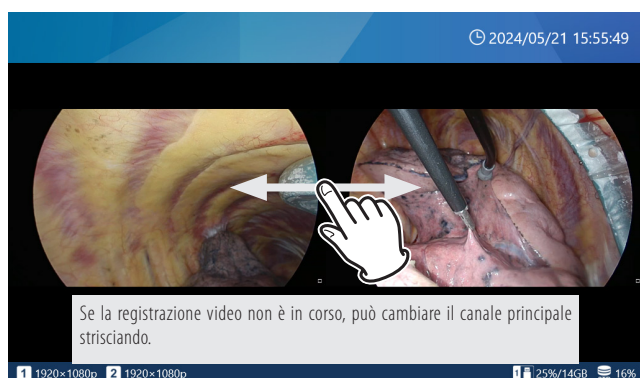 2024/05/21 15:55:49
Se la registrazione video non è in corso, può cambiare il canale principale
strisciando.
1 1920×1080p 2 1920×1080p 1 25%/14GB 16%